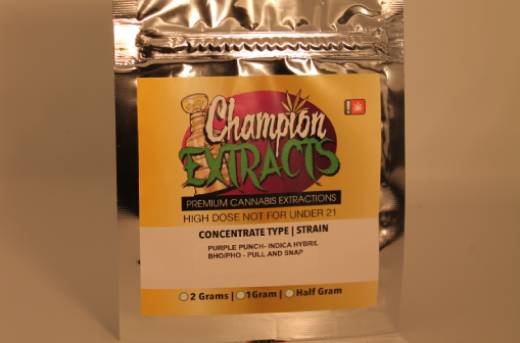 Champion
EXTRACTS
PREMIUM CANNABIS EXTRACTIONS
HIGH DOSE NOT FOR UNDER 21
CONCENTRATE TYPE | STRAIN
PURPLE PUNCH- INDICA HYBRIL
BHO/PHO - PULL AND SNAP
2 Grams | 1Gram | Half Gram